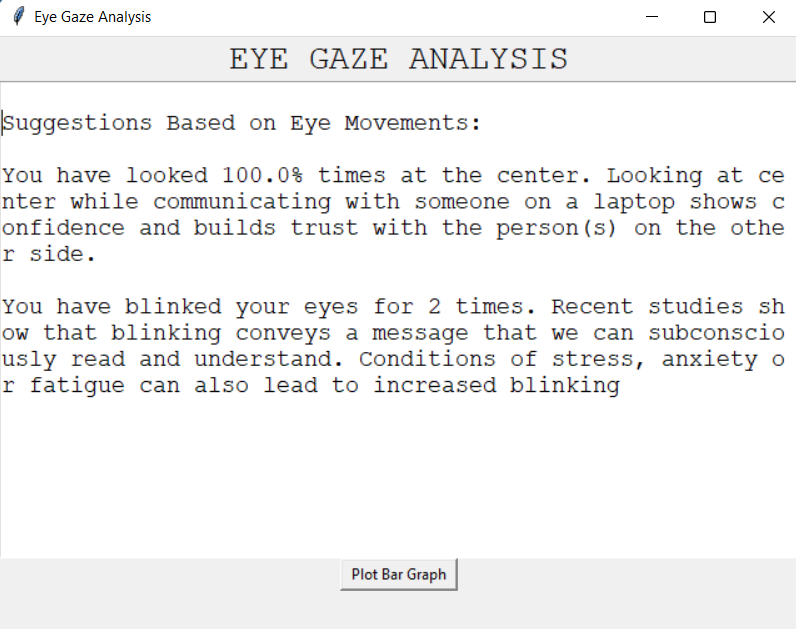 Eye Gaze Analysis
EYE GAZE ANALYSIS
Suggestions Based on Eye Movements:
You have looked 100.0% times at the center. Looking at ce
nter while communicating with someone on a laptop shows c
onfidence and builds trust with the person(s) on the othe
r side.
You have blinked your eyes for 2 times. Recent studies sh
ow that blinking conveys a message that we can subconscio
usly read and understand. Conditions of stress, anxiety o
r fatigue can also lead to increased blinking
Plot Bar Graph